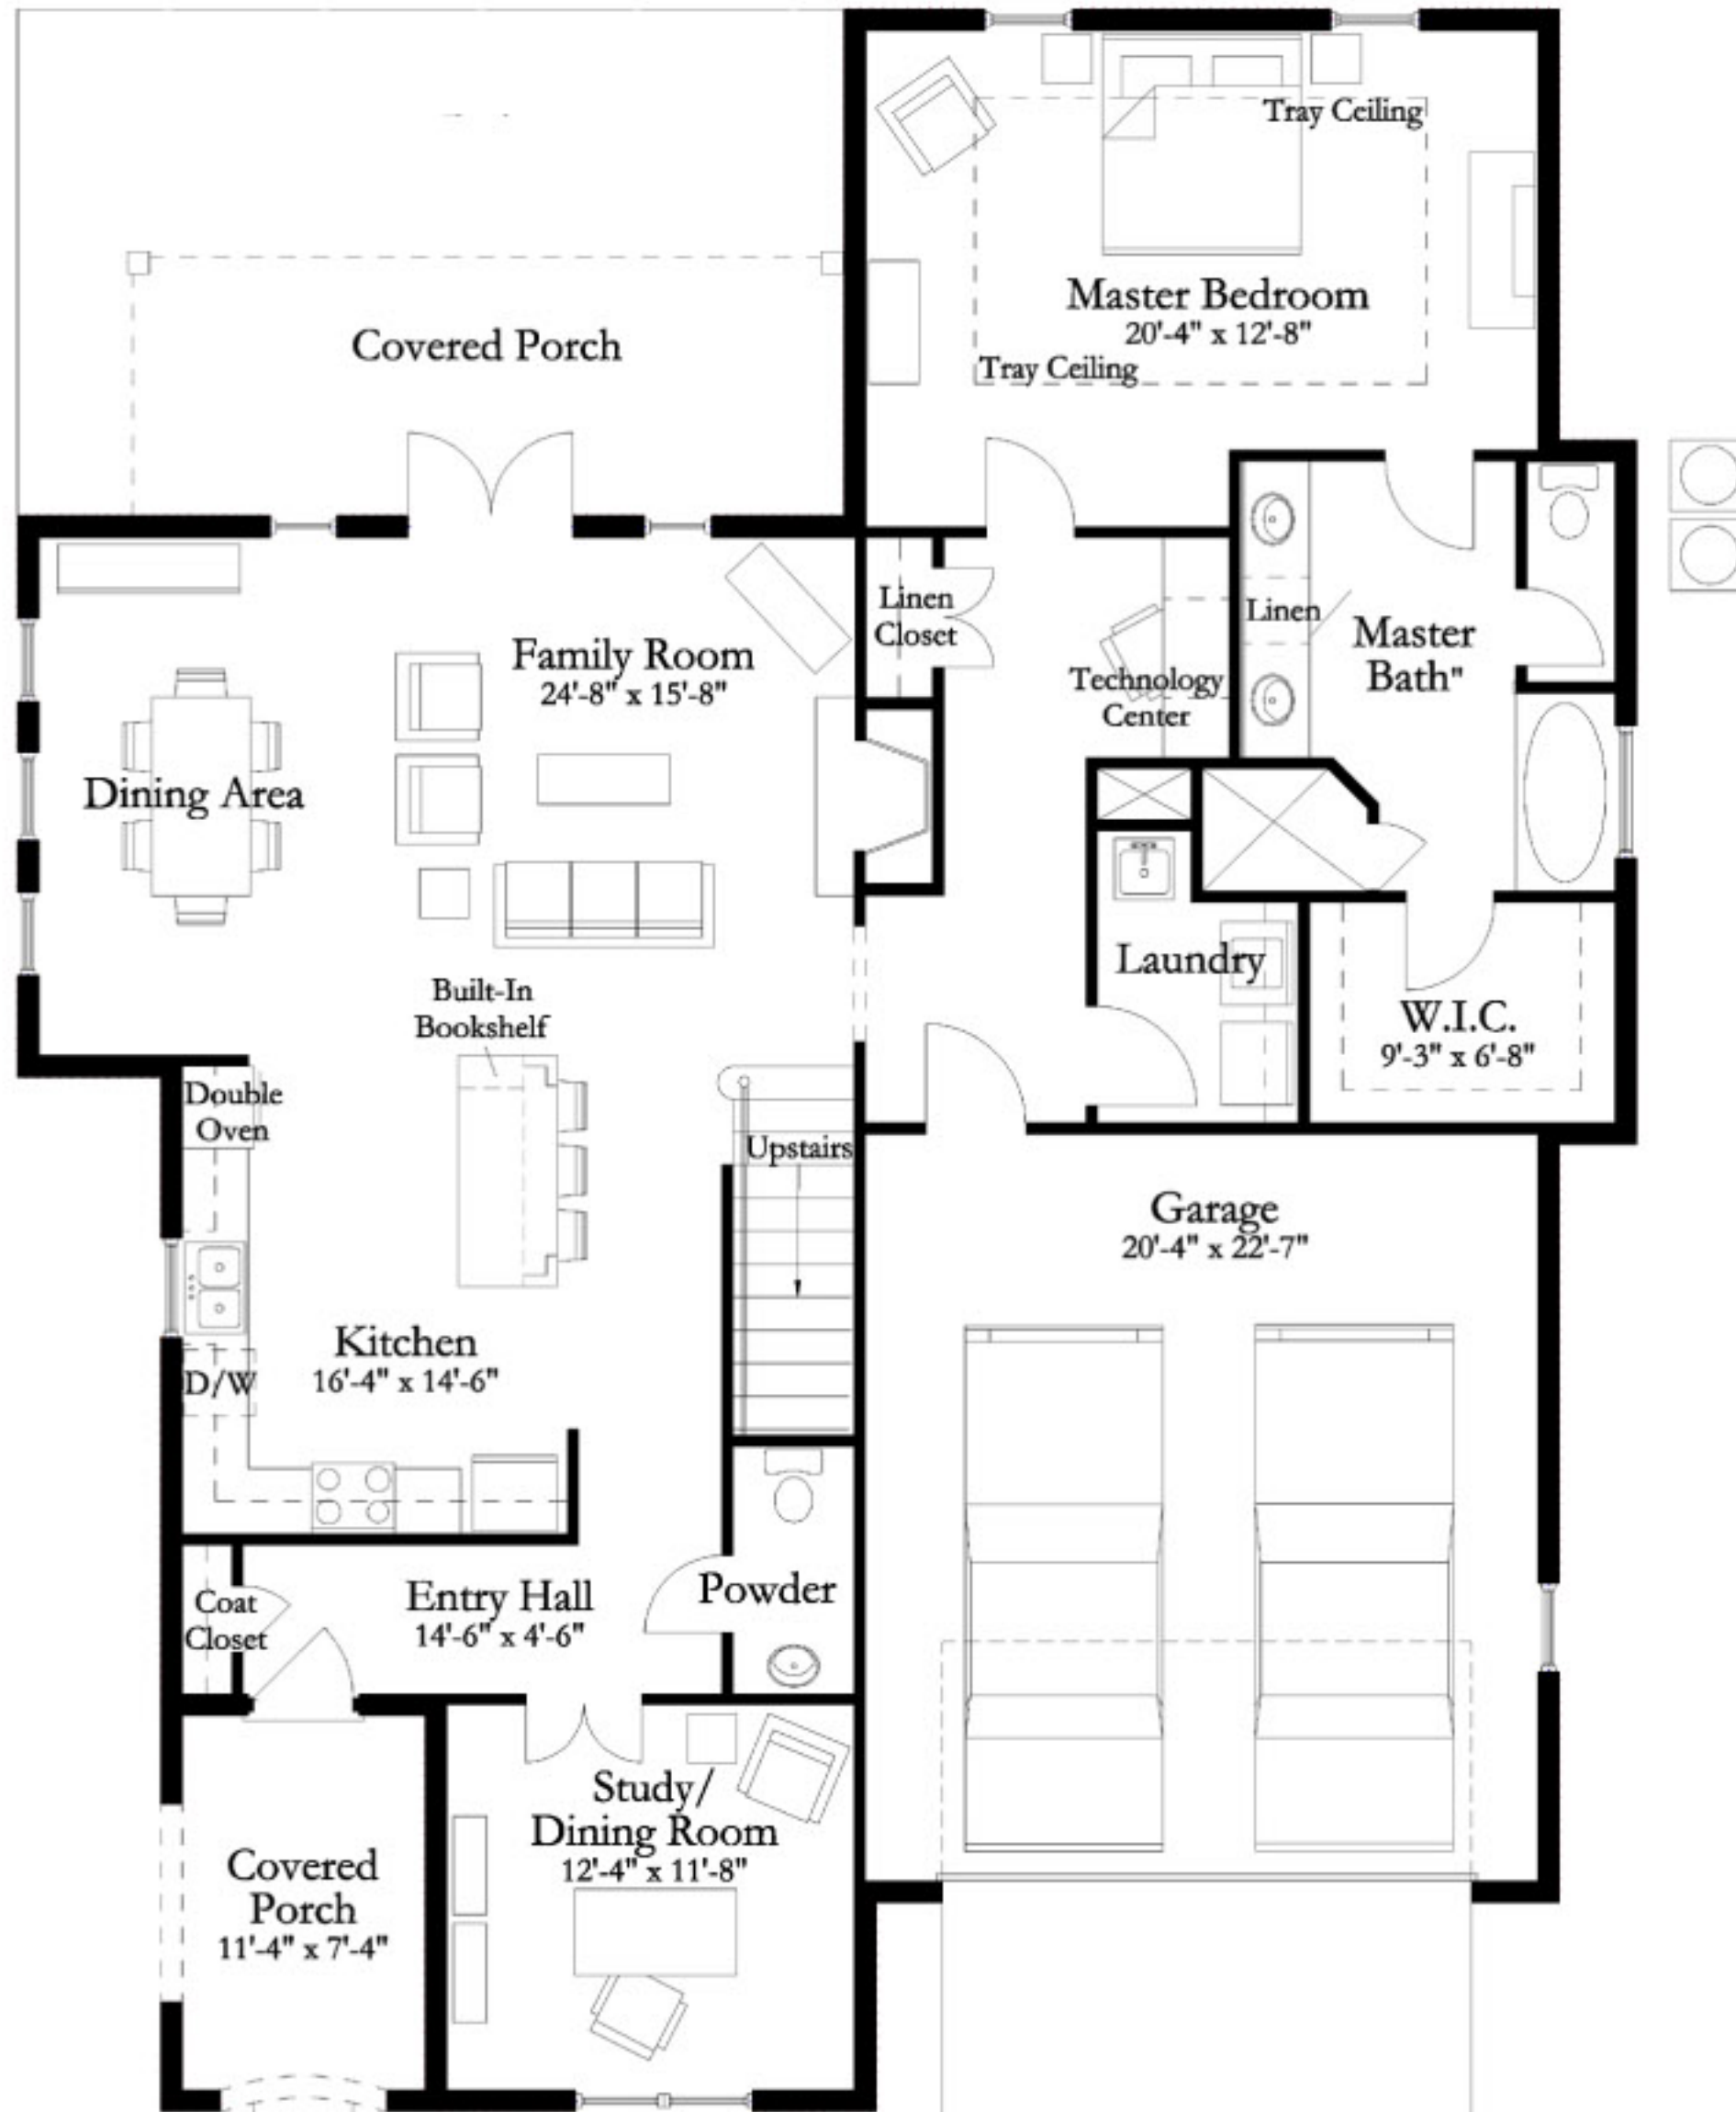 Tray Ceiling
Master Bedroom
20'-4" x 12'-8"
Tray Ceiling
Covered Porch
Linen
Closet
Linen
Master
Bath"
Technology
Center
Family Room
24'-8" x 15'-8"
Dining Area
Built-In
Bookshelf
Laundry
W.I.C.
9'-3" x 6'-8"
Double
Oven
Upstairs
Garage
20'-4" x 22'-7"
Kitchen
16'-4" x 14'-6"
D/W
Coat
Closet
Entry Hall
14'-6" x 4'-6"
Powder
Study/
Dining Room
12'-4" x 11'-8"
Covered
Porch
11'-4" x 7'-4"